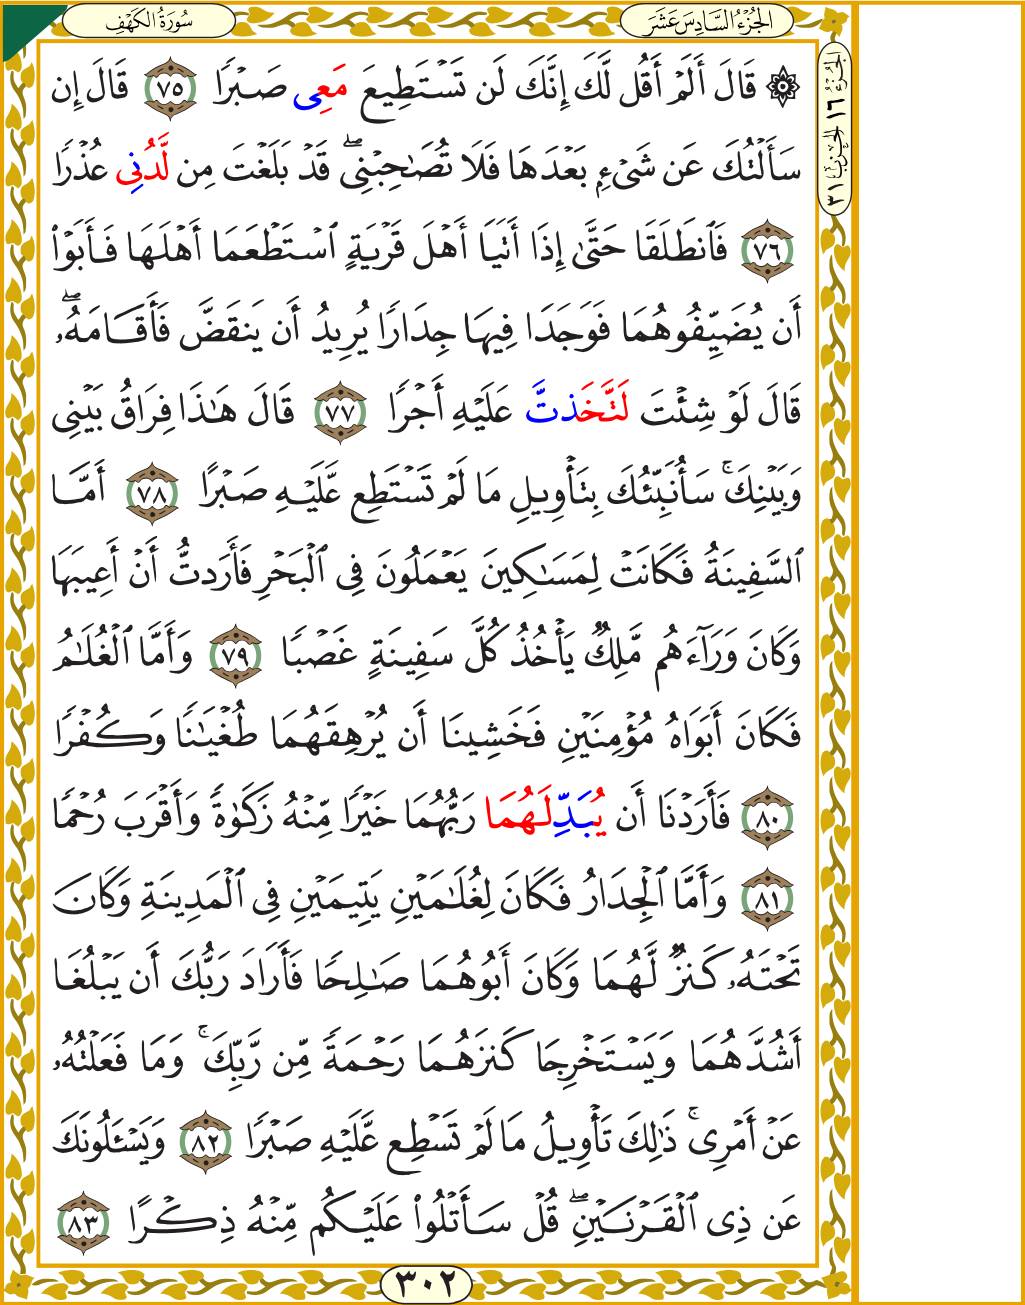 سُورَةُ الكَهْفِ
الجُزْءُ السَّادِسَ عَشَرَ
الجزء ١٦ الحزب ٣١
۞ قَالَ أَلَمْ أَقُل لَّكَ إِنَّكَ لَن تَسْتَطِيعَ مَعِى صَبْرًا ٧٥ قَالَ إِن
سَأَلْتُكَ عَن شَىْءٍ بَعْدَهَا فَلَا تُصَٰحِبْنِىۖ قَدْ بَلَغْتَ مِن لَّدُنِى عُذْرًا
٧٦ فَٱنطَلَقَا حَتَّىٰ إِذَا أَتَيَا أَهْلَ قَرْيَةٍ ٱسْتَطْعَمَا أَهْلَهَا فَأَبَوْا۟
أَن يُضَيِّفُوهُمَا فَوَجَدَا فِيهَا جِدَارًا يُرِيدُ أَن يَنقَضَّ فَأَقَامَهُۥۖ
قَالَ لَوْ شِئْتَ لَتَّخَذتَّ عَلَيْهِ أَجْرًا ٧٧ قَالَ هَٰذَا فِرَاقُ بَيْنِى
وَبَيْنِكَۚ سَأُنَبِّئُكَ بِتَأْوِيلِ مَا لَمْ تَسْتَطِع عَّلَيْهِ صَبْرًا ٧٨ أَمَّا
ٱلسَّفِينَةُ فَكَانَتْ لِمَسَٰكِينَ يَعْمَلُونَ فِى ٱلْبَحْرِ فَأَرَدتُّ أَنْ أَعِيبَهَا
وَكَانَ وَرَآءَهُم مَّلِكٌ يَأْخُذُ كُلَّ سَفِينَةٍ غَصْبًا ٧٩ وَأَمَّا ٱلْغُلَٰمُ
فَكَانَ أَبَوَاهُ مُؤْمِنَيْنِ فَخَشِينَا أَن يُرْهِقَهُمَا طُغْيَٰنًا وَكُفْرًا
٨٠ فَأَرَدْنَا أَن يُبَدِّلَهُمَا رَبُّهُمَا خَيْرًا مِّنْهُ زَكَوٰةً وَأَقْرَبَ رُحْمًا
٨١ وَأَمَّا ٱلْجِدَارُ فَكَانَ لِغُلَٰمَيْنِ يَتِيمَيْنِ فِى ٱلْمَدِينَةِ وَكَانَ
تَحْتَهُۥ كَنزٌ لَّهُمَا وَكَانَ أَبُوهُمَا صَٰلِحًا فَأَرَادَ رَبُّكَ أَن يَبْلُغَا
أَشُدَّهُمَا وَيَسْتَخْرِجَا كَنزَهُمَا رَحْمَةً مِّن رَّبِّكَۚ وَمَا فَعَلْتُهُۥ
عَنْ أَمْرِىۚ ذَٰلِكَ تَأْوِيلُ مَا لَمْ تَسْطِع عَّلَيْهِ صَبْرًا ٨٢ وَيَسْـَٔلُونَكَ
عَن ذِى ٱلْقَرْنَيْنِۖ قُلْ سَأَتْلُوا۟ عَلَيْكُم مِّنْهُ ذِكْرًا ٨٣
٣٠٢